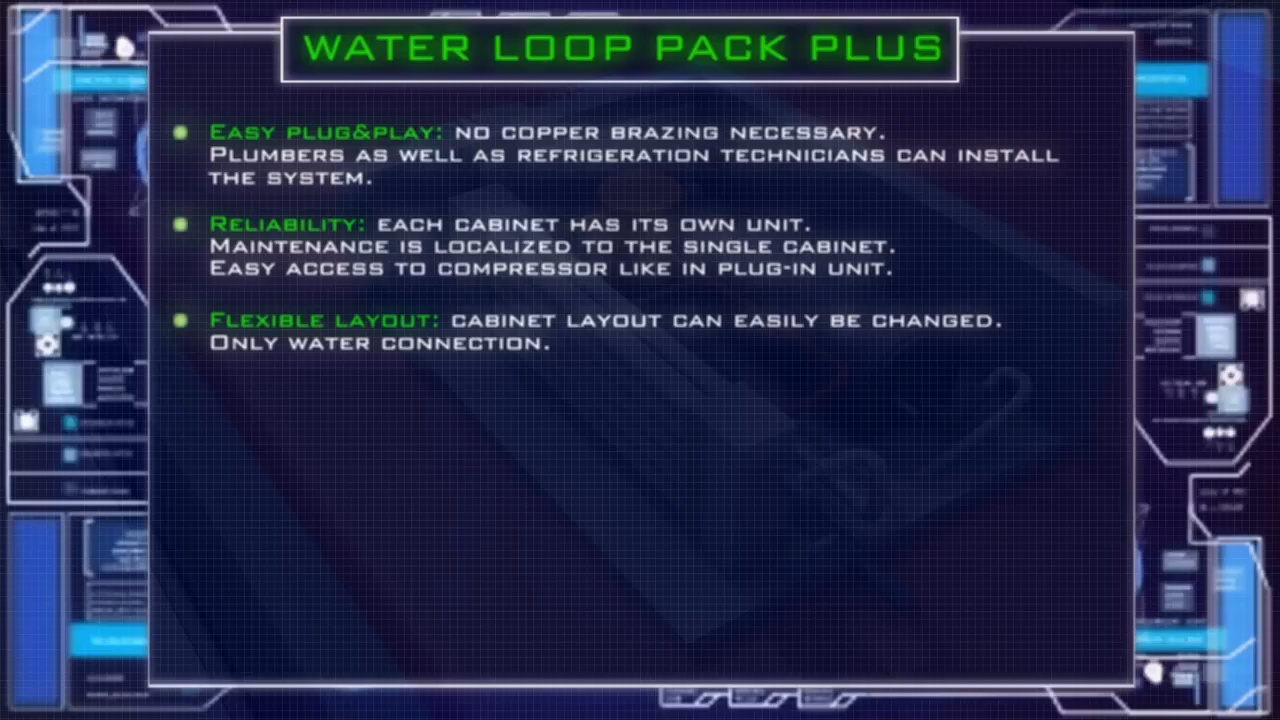 WATER LOOP PACK PLUS
EASY PLUG&PLAY: NO COPPER BRAZING NECESSARY.
PLUMBERS AS WELL AS REFRIGERATION TECHNICIANS CAN INSTALL
THE SYSTEM.
RELIABILITY: EACH CABINET HAS ITS OWN UNIT.
MAINTENANCE IS LOCALIZED TO THE SINGLE CABINET.
EASY ACCESS TO COMPRESSOR LIKE IN PLUG-IN UNIT.
FLEXIBLE LAYOUT: CABINET LAYOUT CAN EASILY BE CHANGED.
ONLY WATER CONNECTION.